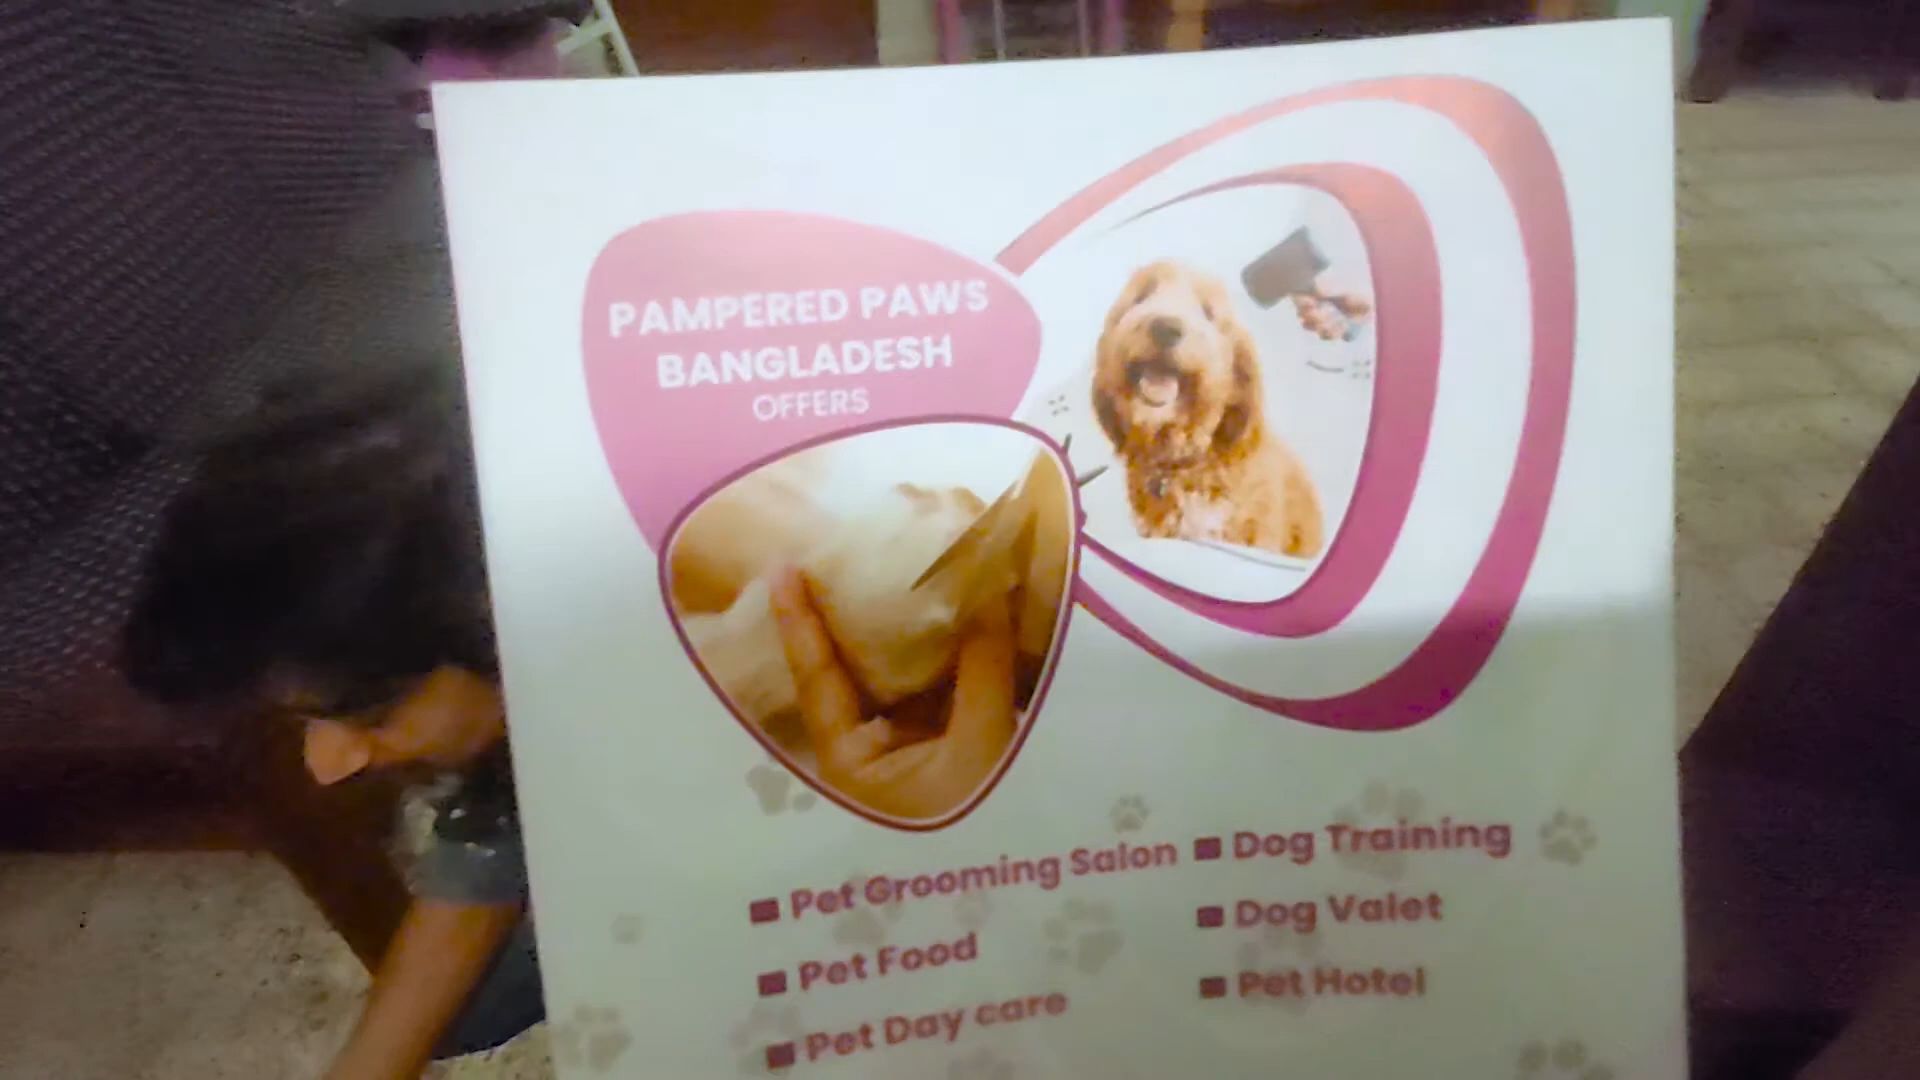 PAMPERED PAWS
BANGLADESH
OFFERS
Pet Grooming Salon
Pet Food
Pet Day care
Dog Training
Dog Valet
Pet Hotel